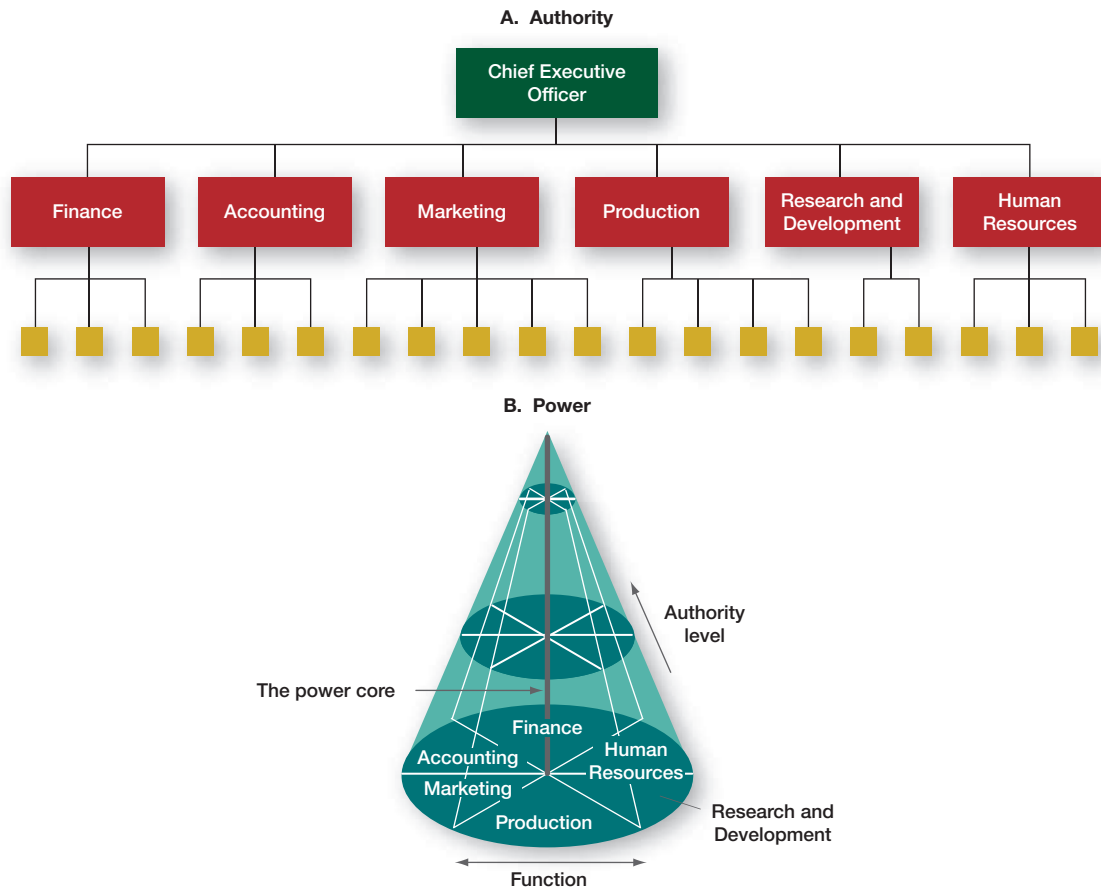 A. Authority
Chief Executive
Officer
Finance
Accounting
Marketing
Production
Research and
Development
Human
Resources
B. Power
Authority
level
The power core
Finance
Accounting
Human
Resources
Marketing
Production
Research and
Development
Function